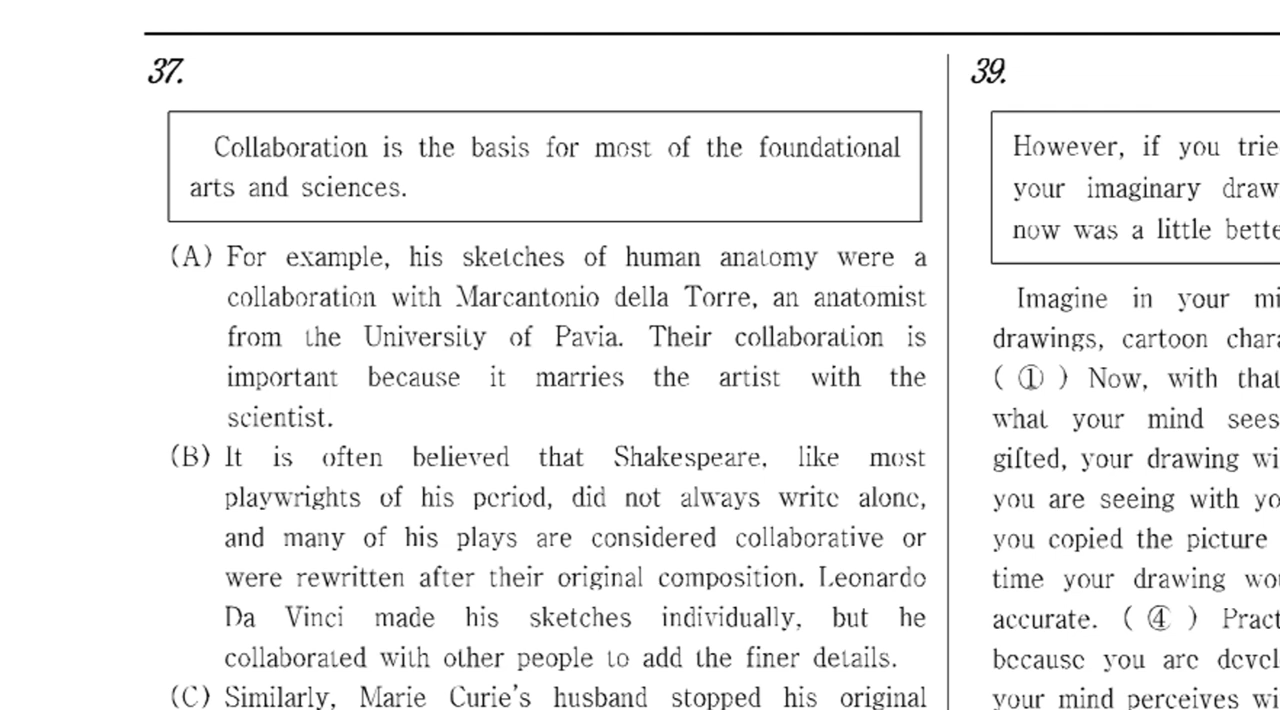 37.
Collaboration is the basis for most of the foundational
arts and sciences.
(A) For example, his sketches of human anatomy were a
collaboration with Marcantonio della Torre, an anatomist
from the University of Pavia. Their collaboration is
important because it marries the artist with the
scientist.
(B) It is often believed that Shakespeare, like most
playwrights of his period, did not always write alone,
and many of his plays are considered collaborative or
were rewritten after their original composition. Leonardo
Da Vinci made his sketches individually, but he
collaborated with other people to add the finer details.
(C) Similarly, Marie Curie's husband stopped his original
39.
However, if you
your imaginary
now was a little
Imagine in your
drawings, cartoon
( ① ) Now, with
what your mind sees
gifted, your drawing
you are seeing with
you copied the picture
time your drawing
accurate. ( ④ )
because you are
your mind perceives